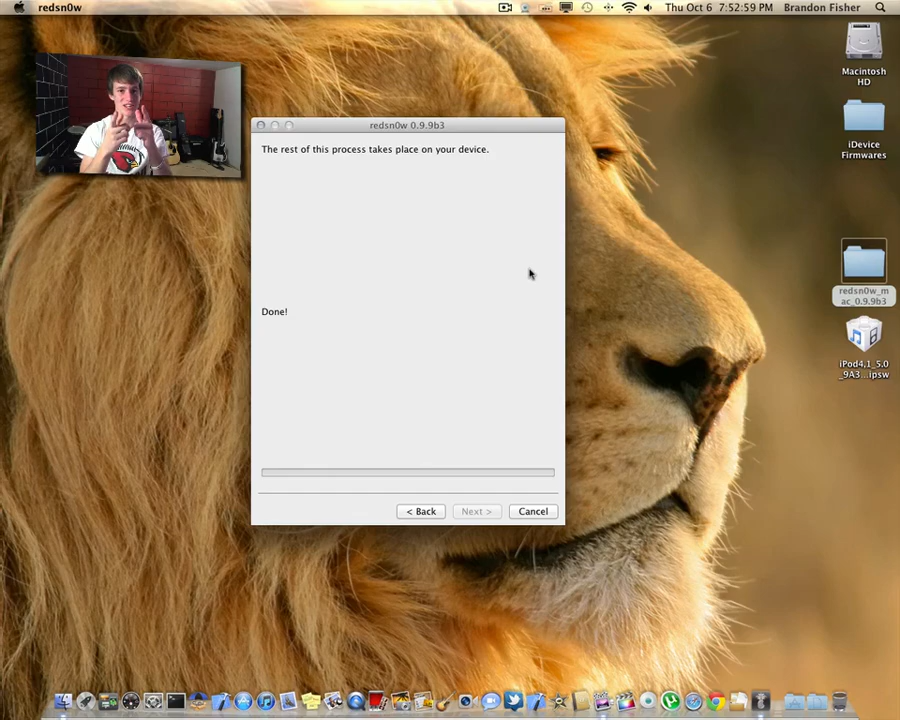 redsn0w
Thu Oct 6 7:52:59 PM Brandon Fisher
redsn0w 0.9.9b3
The rest of this process takes place on your device.
Done!
< Back
Next >
Cancel
Macintosh
HD
iDevice
Firmwares
redsn0w_m
ac_0.9.9b3
iPod4,1_5.0
_9A3...ipsw